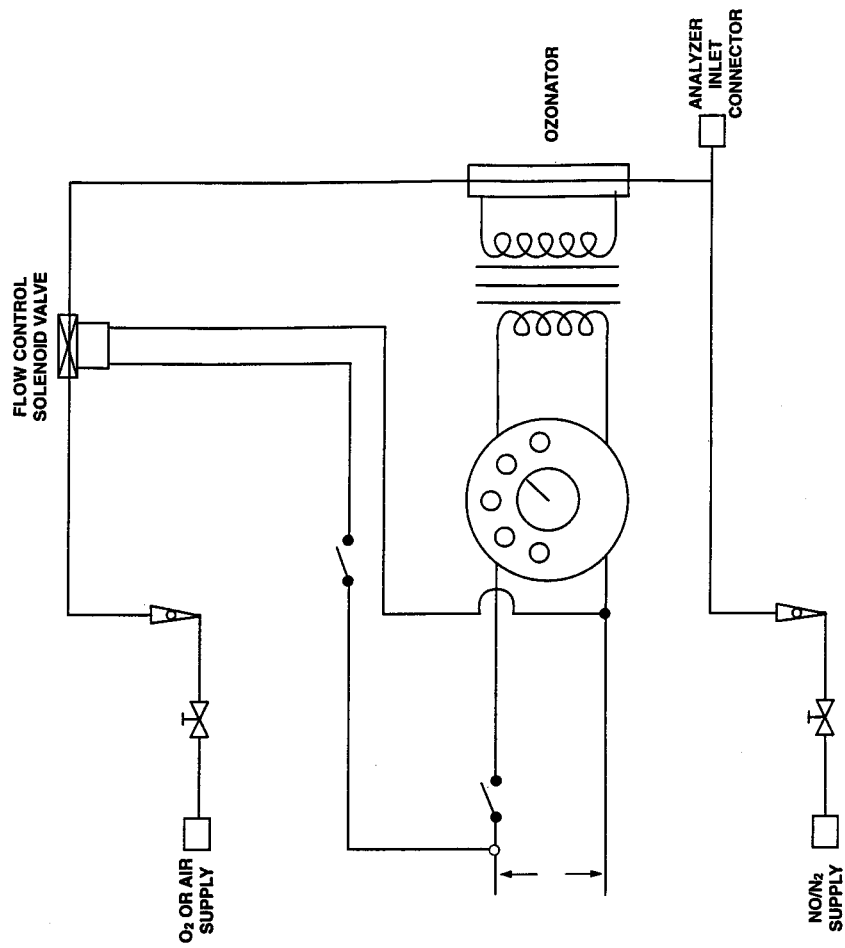 FLOW CONTROL
SOLENOID VALVE
OZONATOR
ANALYZER
INLET
CONNECTOR
O₂ OR AIR
SUPPLY
NO/N₂
SUPPLY